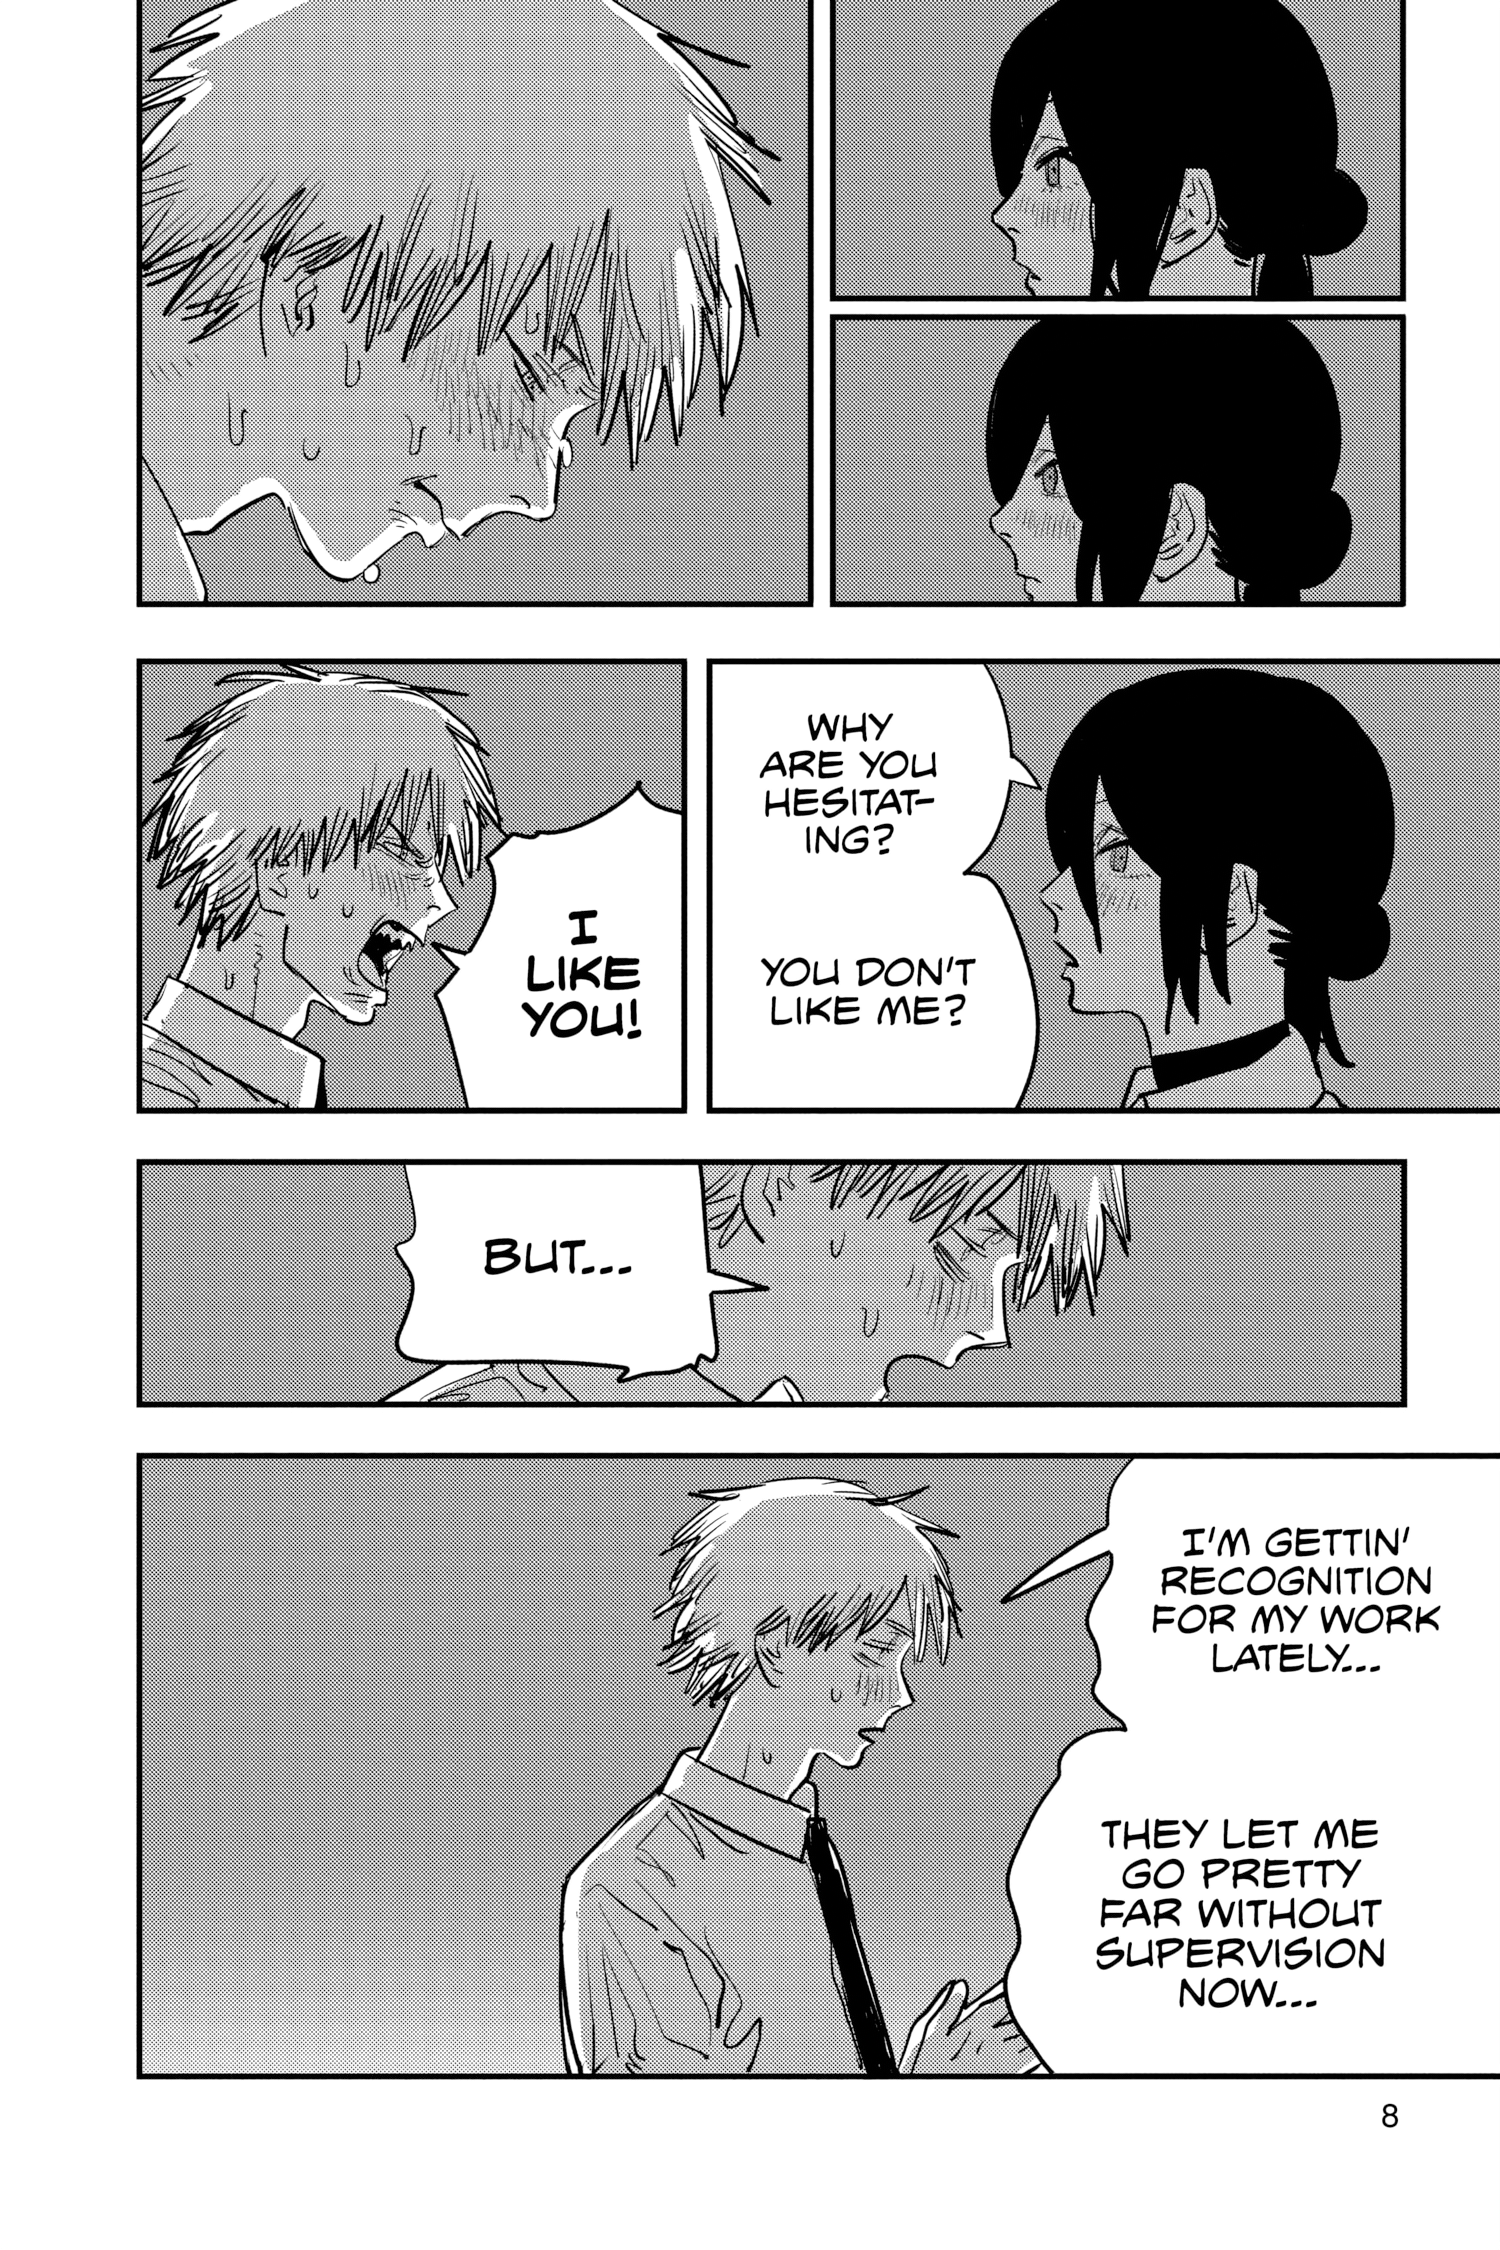 WHY
ARE YOU
HESITAT-
ING?
YOU DON'T
LIKE ME?
I
LIKE
YOU!
BUT...
I'M GETTIN'
RECOGNITION
FOR MY WORK
LATELY...
THEY LET ME
GO PRETTY
FAR WITHOUT
SUPERVISION
NOW...
8